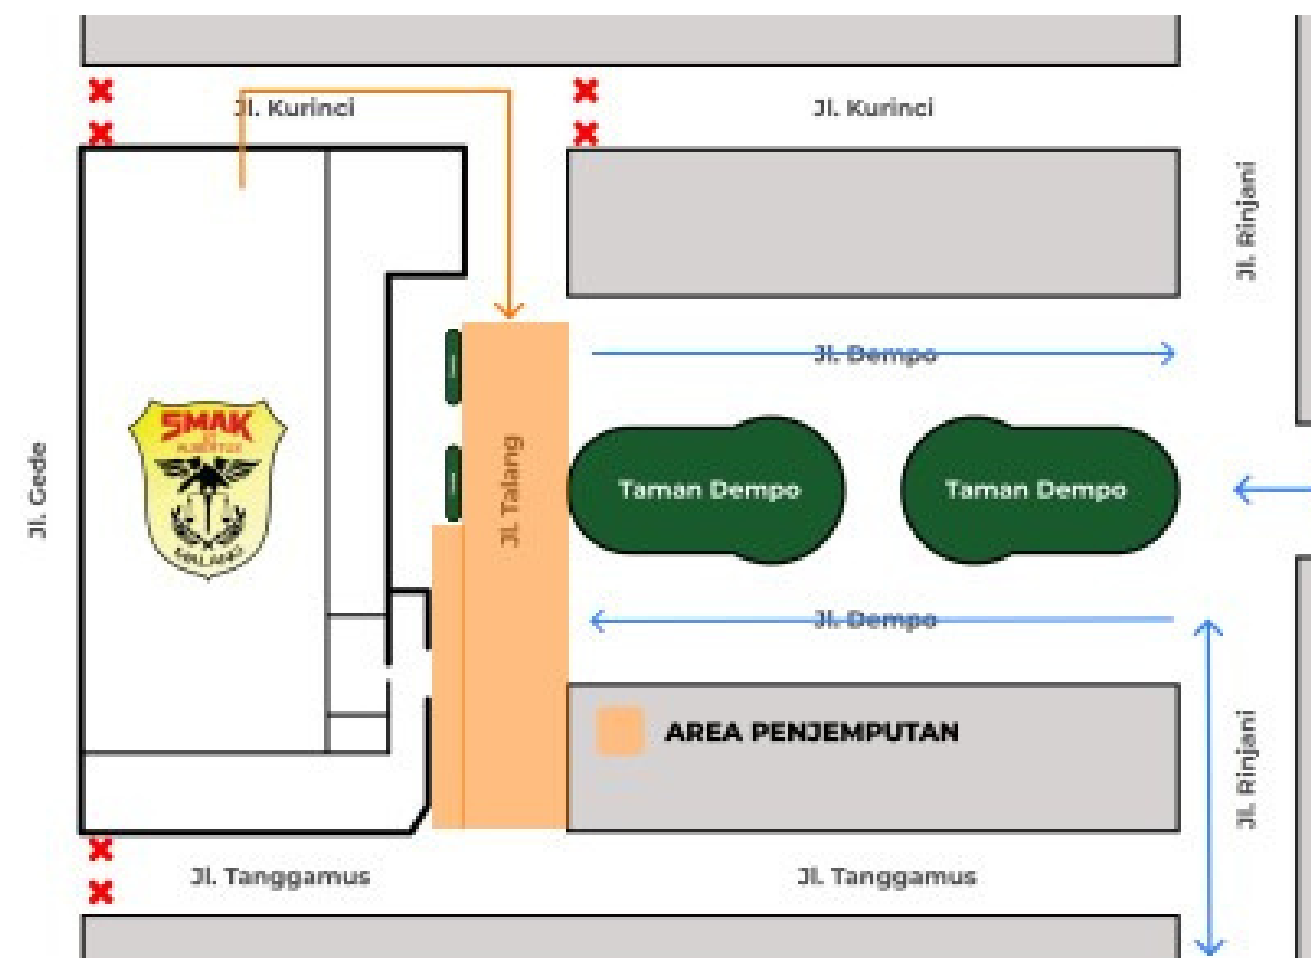 Jl. Kurinci
Jl. Kurinci
Jl. Rinjani
Jl. Dempo
SMAK
MALANG
Jl. Gede
Jl. Talang
Taman Dempo
Taman Dempo
Jl. Dempo
AREA PENJEMPUTAN
Jl. Rinjani
Jl. Tanggamus
Jl. Tanggamus